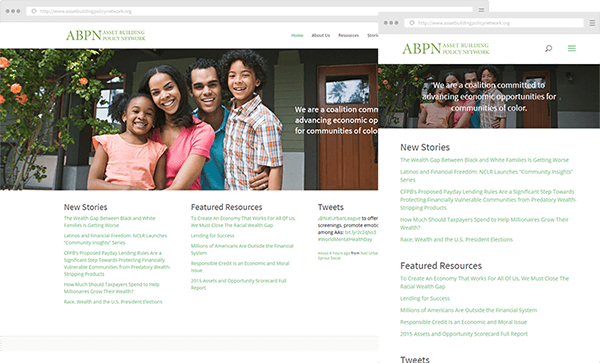 http://www.assetbuildingpolicynetwork.org
ABPN ASSET BUILDING
POLICY NETWORK
Home About Us Resources Stories
We are a coalition comm
advancing economic op
for communities of color
New Stories
The Wealth Gap Between Black and White
Families Is Getting Worse
Latinos and Financial Freedom: NCLR Launches
"Community Insights" Series
CFPB's Proposed Payday Lending Rules Are a
Significant Step Towards Protecting Financially
Vulnerable Communities from Predatory Wealth-
Stripping Products
How Much Should Taxpayers Spend to Help
Millionaires Grow Their Wealth?
Race, Wealth and the U.S. President Elections
Featured Resources
To Create An Economy That Works For All Of Us,
We Must Close The Racial Wealth Gap
Lending for Success
Millions of Americans Are Outside the Financial
System
Responsible Credit is an Economic and Moral
Issue
2015 Assets and Opportunity Scorecard Full
Report
Tweets
.@NatUrbanLeague to offer
screenings, promote emotio
among AAs:
#WorldMentalHealthDay
about 8 hours ago from Nat Urban
Sprout Social
http://www.assetbuildingpolicynetwork.org
ABPN ASSET BUILDING
POLICY NETWORK
We are a coalition committed to
advancing economic opportunities for
communities of color.
New Stories
The Wealth Gap Between Black and White Families Is Getting Worse
Latinos and Financial Freedom: NCLR Launches "Community Insights"
Series
CFPB's Proposed Payday Lending Rules Are a Significant Step Towards
Protecting Financially Vulnerable Communities from Predatory Wealth-
Stripping Products
How Much Should Taxpayers Spend to Help Millionaires Grow Their
Wealth?
Race, Wealth and the U.S. President Elections
Featured Resources
To Create An Economy That Works For All Of Us, We Must Close The
Racial Wealth Gap
Lending for Success
Millions of Americans Are Outside the Financial System
Responsible Credit is an Economic and Moral Issue
2015 Assets and Opportunity Scorecard Full Report
Tweets